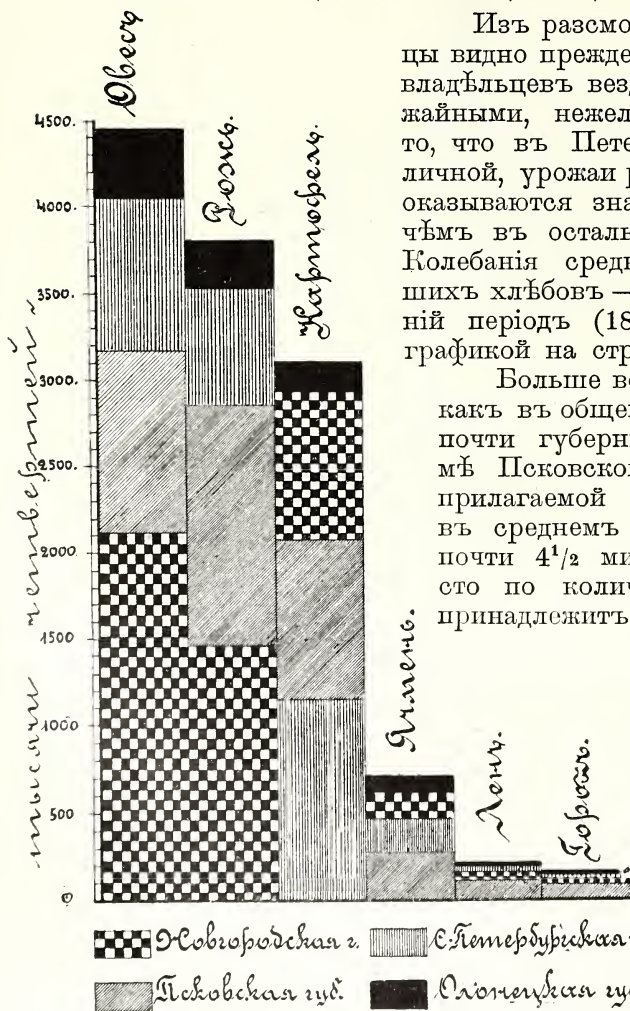 Изъ разсмо
цы видно прежде
владѣльцевъ вез
жайными, нежел
то, что въ Пете
личной, урожаи
оказываются зна
чѣмъ въ осталь
Колебанія средн
шихъ хлѣбовъ —
ній періодъ (18
графикой на стр
Больше вс
какъ въ общей
почти губерн
мѣ Псковско
прилагаемой
въ среднемъ
почти 4¹/₂ ми
сто по колич
принадлежитъ
Овесъ
Рожь.
Картофель.
Ячмень.
Ленъ.
Горохъ.
тысячи четвертей
4500.
4000.
3500.
3000.
2500.
2000
1500
1000
500
0
Новгородская г.
С.Петербургская
Псковская губ.
Олонецкая гу